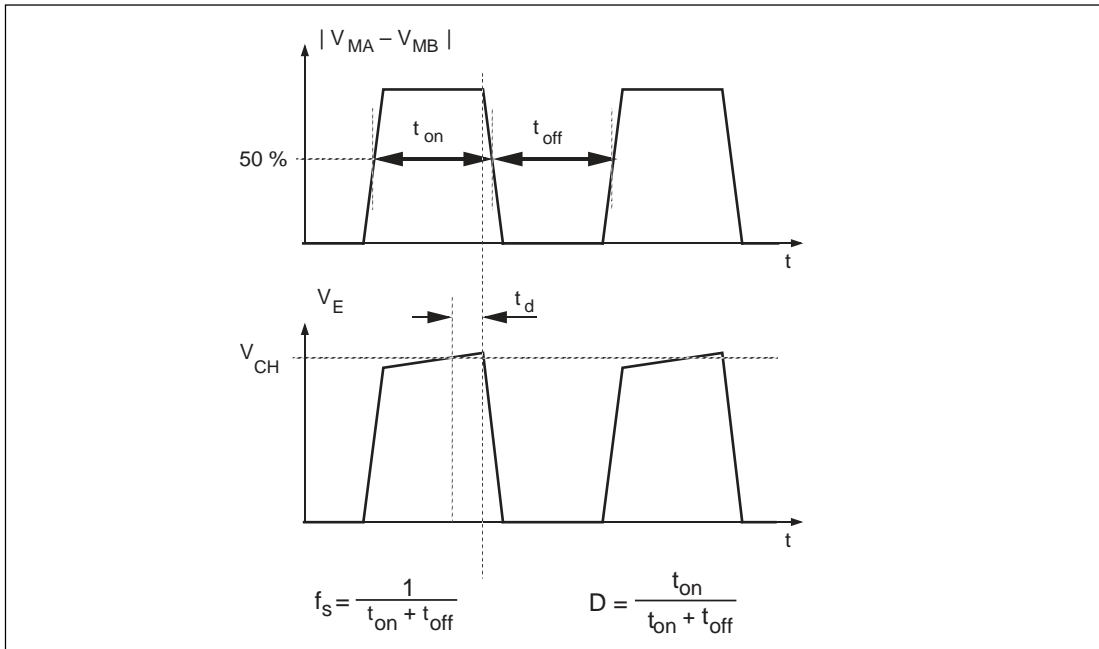 | V_MA – V_MB |
t_on t_off
50 %
t
V_E t_d
V_CH
t
f_s = 1 / (t_on + t_off) D = t_on / (t_on + t_off)